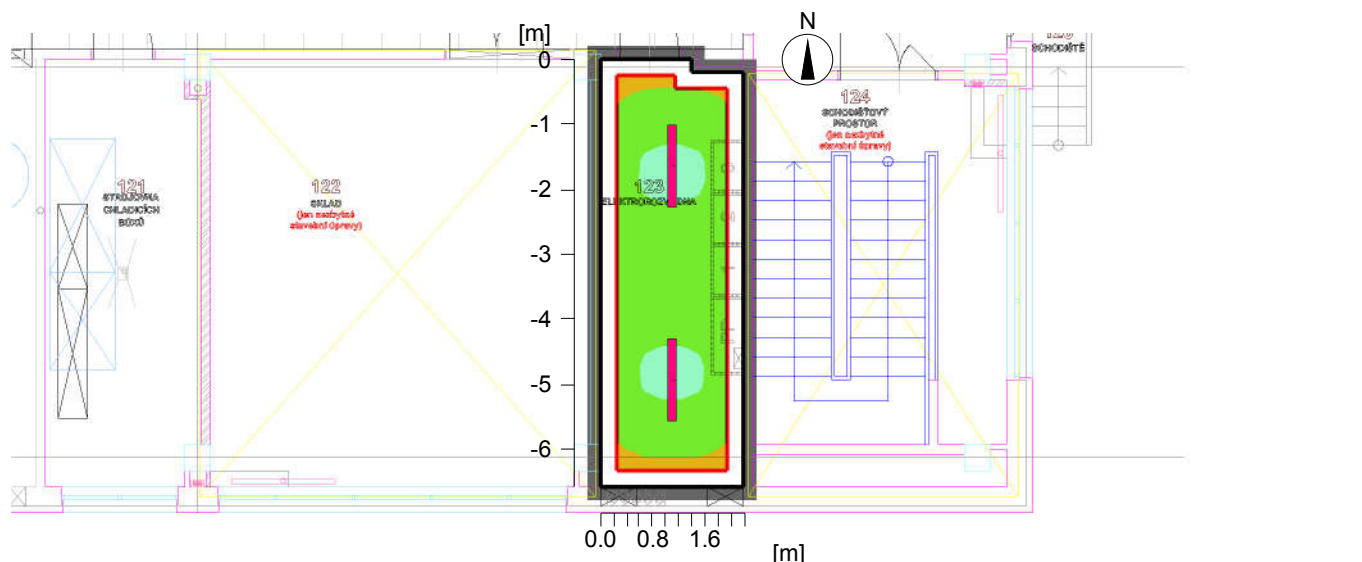 N
[m]
0
-1
-2
-3
-4
-5
-6
0.0 0.8 1.6
[m]
121
STROJOVNA
CHLADICÍCH
BOXŮ
122
SKLAD
(jen nezbytné
stavební úpravy)
123
ELEKTROROZVODNA
124
SCHODIŠŤOVÝ
PROSTOR
(jen nezbytné
stavební úpravy)
SCHODIŠTĚ